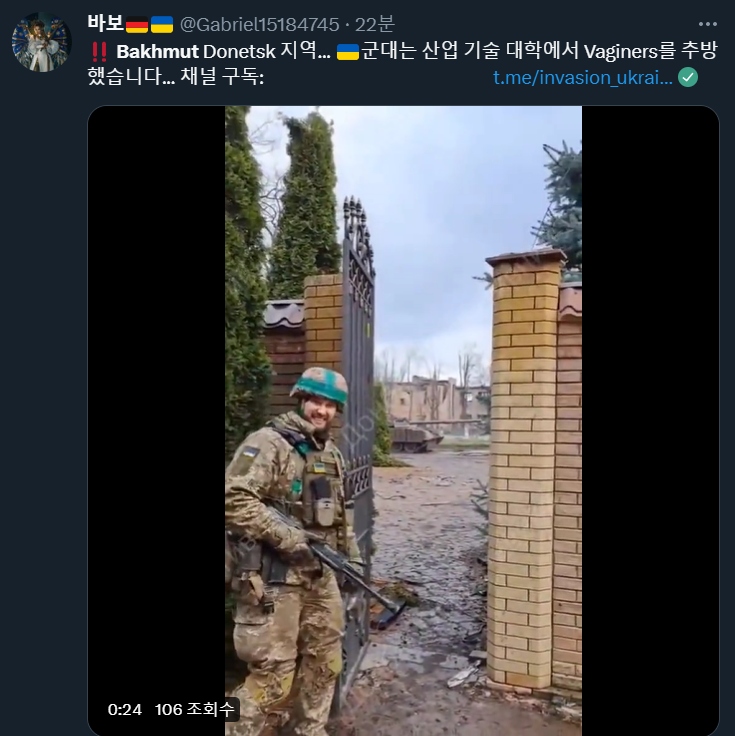 바보🇩🇪🇺🇦 @Gabriel15184745 · 22분
‼️ Bakhmut Donetsk 지역... 🇺🇦군대는 산업 기술 대학에서 Vaginers를 추방
했습니다... 채널 구독: t.me/invasion_ukrai... ✅
0:24 106 조회수